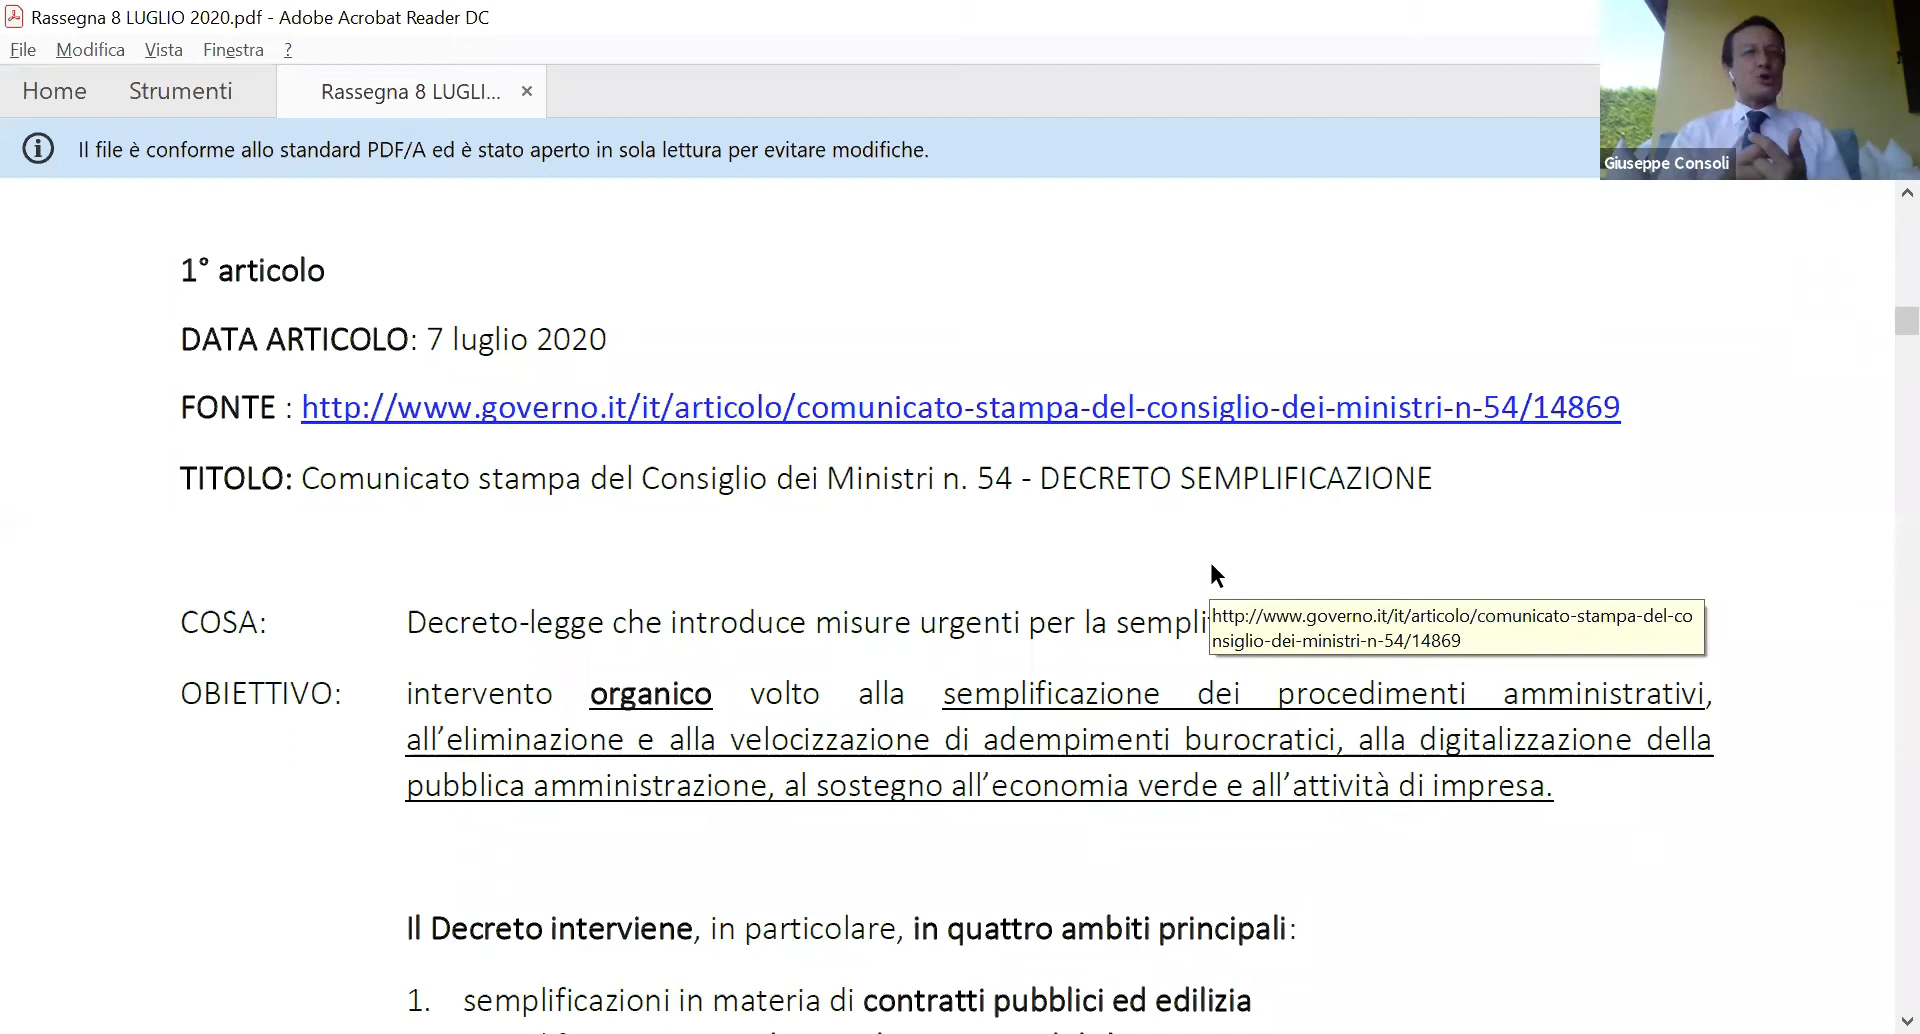 Rassegna 8 LUGLIO 2020.pdf - Adobe Acrobat Reader DC
File Modifica Vista Finestra ?
Home Strumenti Rassegna 8 LUGLI... ×
Il file è conforme allo standard PDF/A ed è stato aperto in sola lettura per evitare modifiche.
Giuseppe Consoli
1° articolo
DATA ARTICOLO: 7 luglio 2020
FONTE : http://www.governo.it/it/articolo/comunicato-stampa-del-consiglio-dei-ministri-n-54/14869
TITOLO: Comunicato stampa del Consiglio dei Ministri n. 54 - DECRETO SEMPLIFICAZIONE
COSA: Decreto-legge che introduce misure urgenti per la sempli
http://www.governo.it/it/articolo/comunicato-stampa-del-co
nsiglio-dei-ministri-n-54/14869
OBIETTIVO: intervento organico volto alla semplificazione dei procedimenti amministrativi,
all’eliminazione e alla velocizzazione di adempimenti burocratici, alla digitalizzazione della
pubblica amministrazione, al sostegno all’economia verde e all’attività di impresa.
Il Decreto interviene, in particolare, in quattro ambiti principali:
1. semplificazioni in materia di contratti pubblici ed edilizia